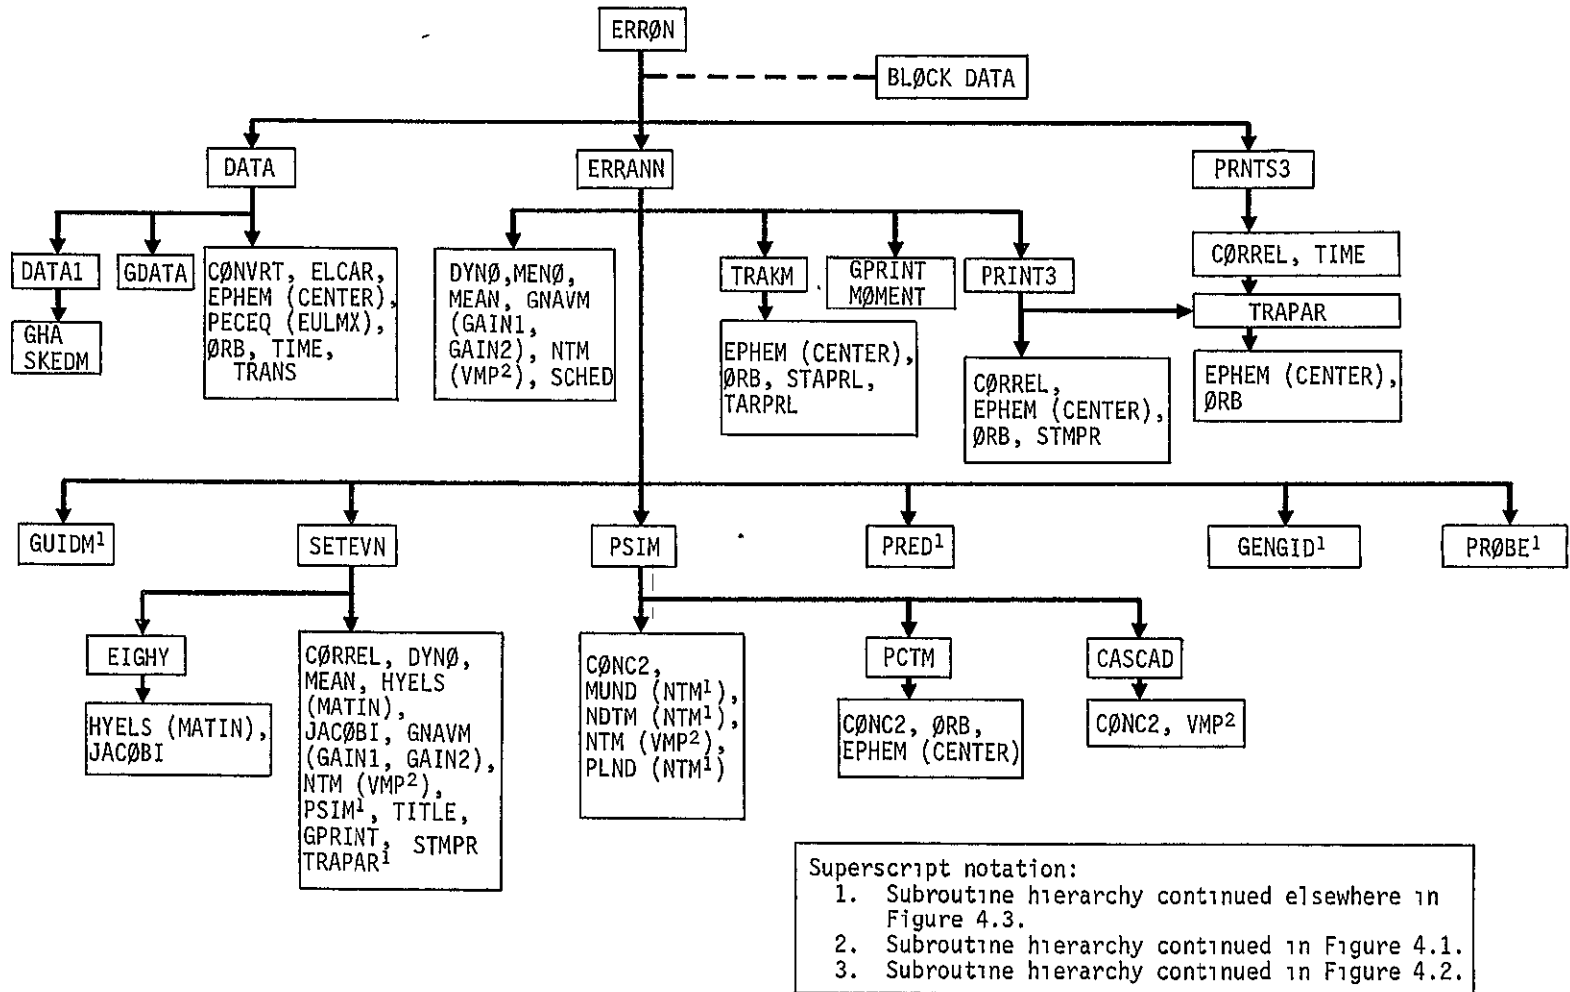 ERRØN
BLØCK DATA
DATA
ERRANN
PRNTS3
DATA1
GDATA
GHA
SKEDM
CØNVRT, ELCAR,
EPHEM (CENTER),
PECEQ (EULMX),
ØRB, TIME,
TRANS
DYNØ,MENØ,
MEAN, GNAVM
(GAIN1,
GAIN2), NTM
(VMP²), SCHED
TRAKM
EPHEM (CENTER),
ØRB, STAPRL,
TARPRL
GPRINT
MØMENT
PRINT3
CØRREL,
EPHEM (CENTER),
ØRB, STMPR
CØRREL, TIME
TRAPAR
EPHEM (CENTER),
ØRB
GUIDM¹
SETEVN
PSIM
PRED¹
GENGID¹
PRØBE¹
EIGHY
HYELS (MATIN),
JACØBI
CØRREL, DYNØ,
MEAN, HYELS
(MATIN),
JACØBI, GNAVM
(GAIN1, GAIN2),
NTM (VMP²),
PSIM¹, TITLE,
GPRINT, STMPR
TRAPAR¹
CØNC2,
MUND (NTM¹),
NDTM (NTM¹),
NTM (VMP²),
PLND (NTM¹)
PCTM
CØNC2, ØRB,
EPHEM (CENTER)
CASCAD
CØNC2, VMP²
Superscript notation:
1. Subroutine hierarchy continued elsewhere in
Figure 4.3.
2. Subroutine hierarchy continued in Figure 4.1.
3. Subroutine hierarchy continued in Figure 4.2.